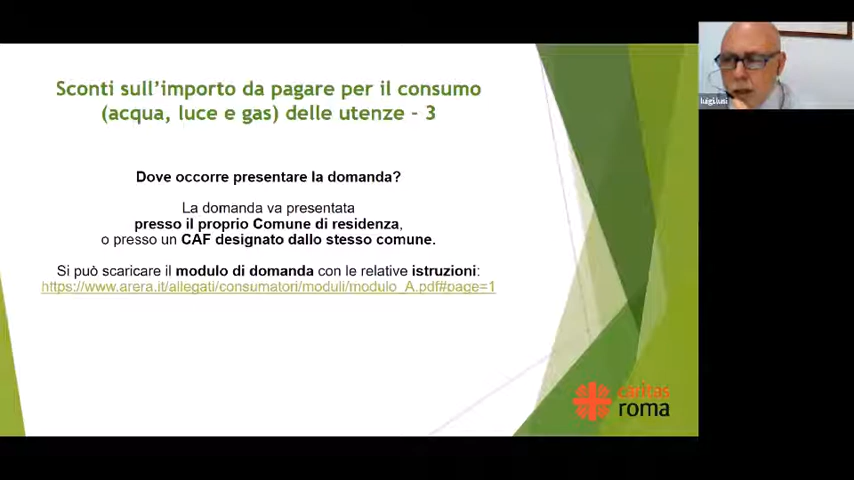 Sconti sull'importo da pagare per il consumo
(acqua, luce e gas) delle utenze - 3
Dove occorre presentare la domanda?
La domanda va presentata
presso il proprio Comune di residenza,
o presso un CAF designato dallo stesso comune.
Si può scaricare il modulo di domanda con le relative istruzioni:
https://www.arera.it/allegati/consumatori/moduli/modulo_A.pdf#page=1
caritas
roma
luigi.lusi